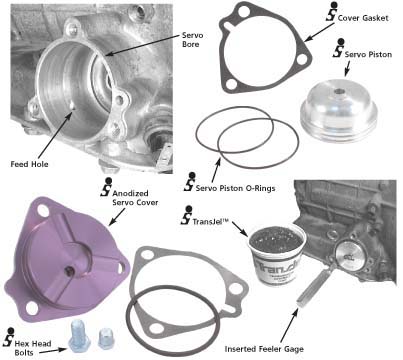 Servo
Bore
Cover Gasket
Servo Piston
Feed Hole
Servo Piston O-Rings
Anodized
Servo Cover
TransJel™
Hex Head
Bolts
Inserted Feeler Gage